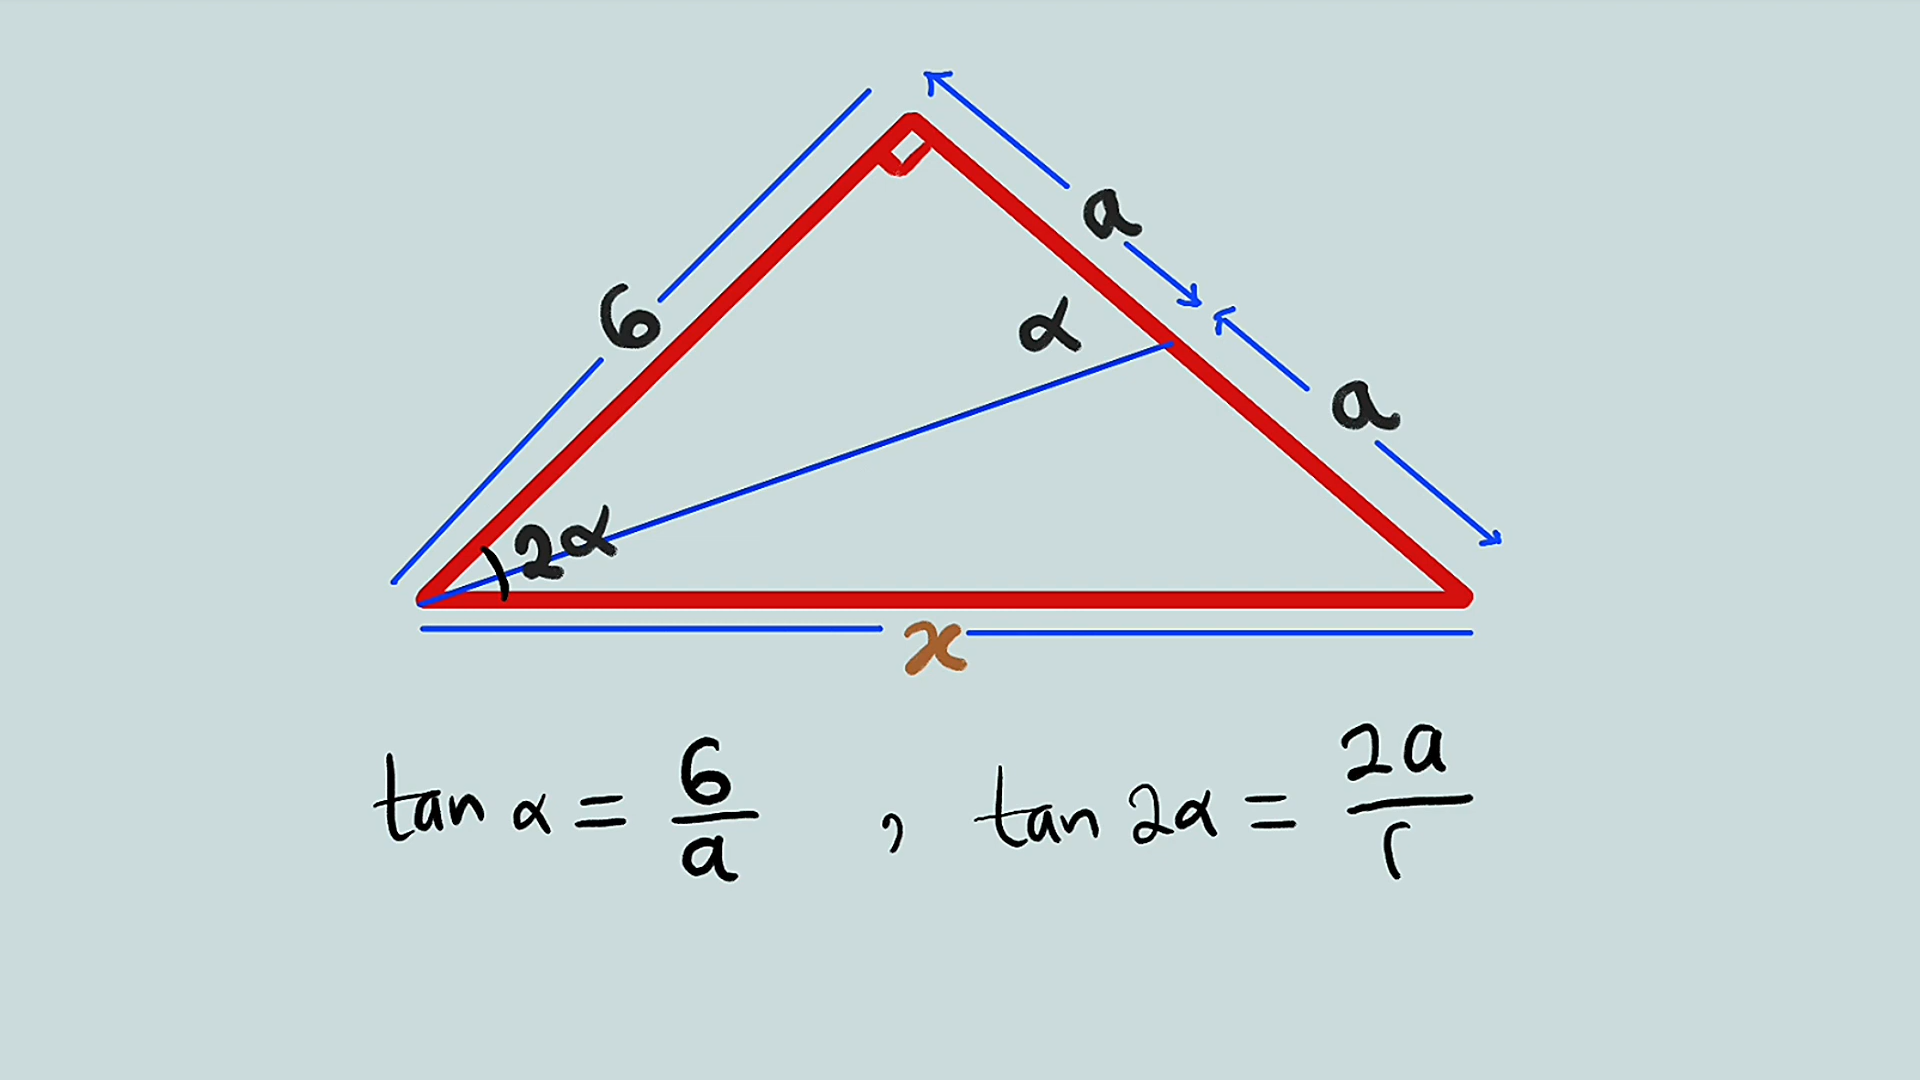 6
a
α
a
2α
x
tan α = 6/a , tan 2α = 2a/